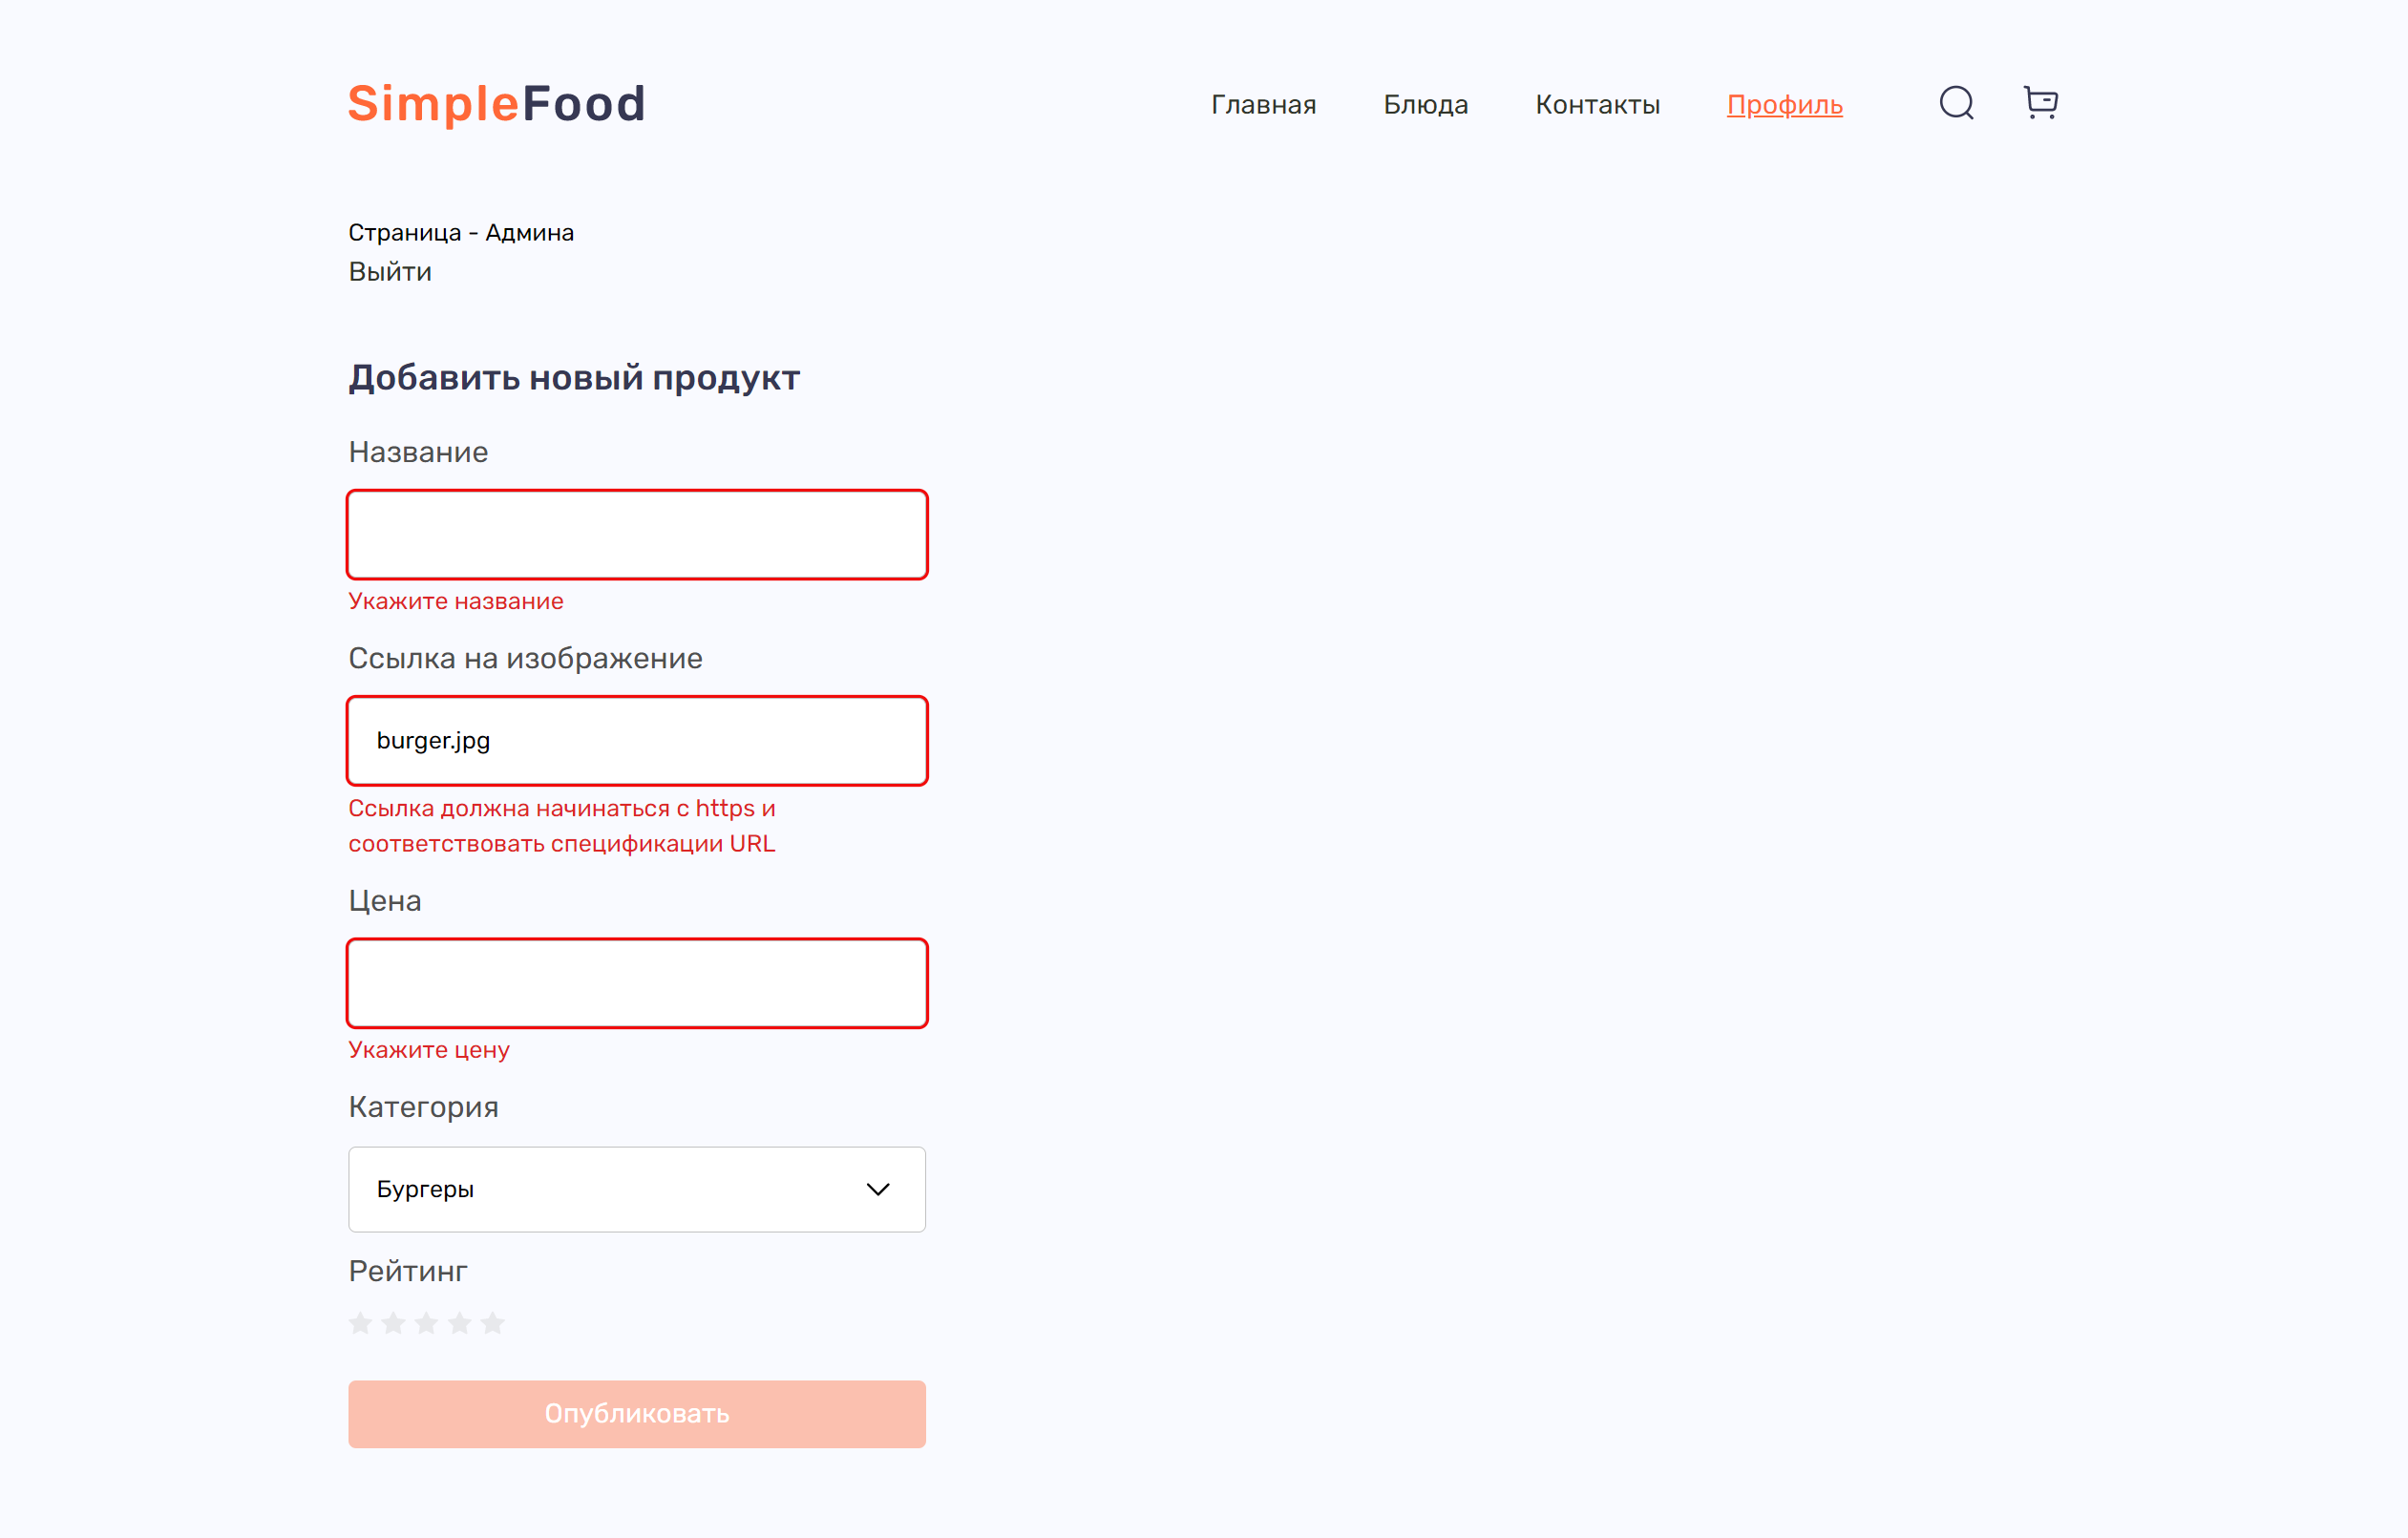 SimpleFood
Главная Блюда Контакты Профиль
Страница - Админа
Выйти
Добавить новый продукт
Название
Укажите название
Ссылка на изображение
burger.jpg
Ссылка должна начинаться с https и
соответствовать спецификации URL
Цена
Укажите цену
Категория
Бургеры
Рейтинг
Опубликовать